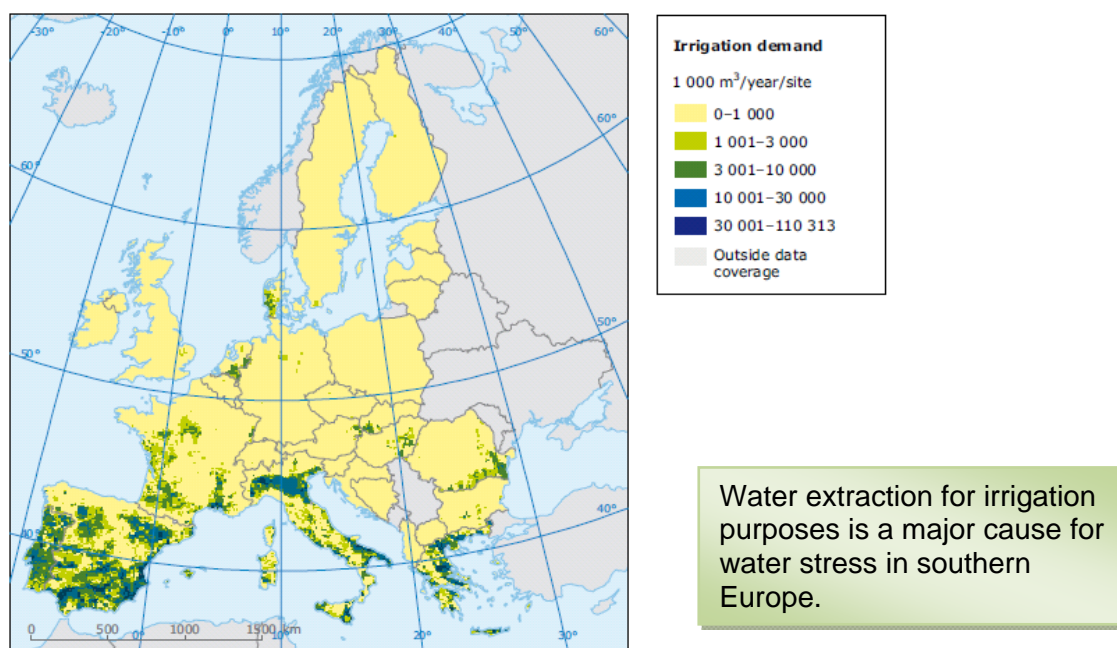 -30° -20° -10° 0° 10° 20° 30° 40° 50° 60°
60°
60°
50°
50°
40°
40°
0 500 1000 1500 km
0° 10° 20° 30°
Irrigation demand
1 000 m³/year/site
0–1 000
1 001–3 000
3 001–10 000
10 001–30 000
30 001–110 313
Outside data
coverage
Water extraction for irrigation
purposes is a major cause for
water stress in southern
Europe.